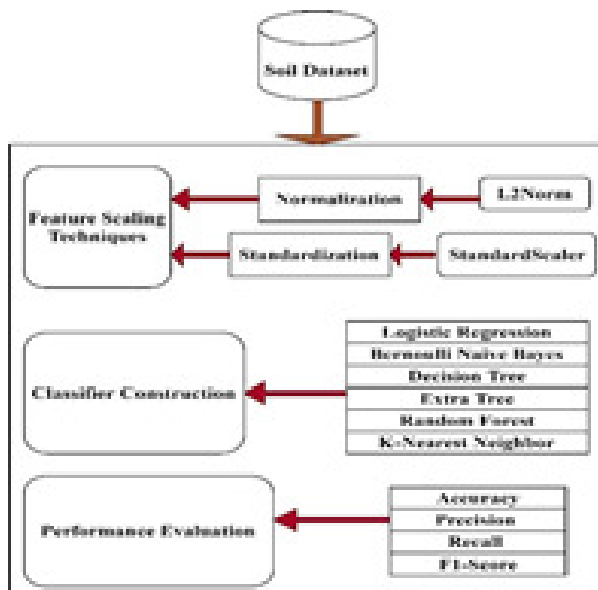 Soil Dataset
Feature Scaling
Techniques
Normalization
L2Norm
Standardization
StandardScaler
Classifier Construction
Logistic Regression
Bernoulli Naive Bayes
Decision Tree
Extra Tree
Random Forest
K-Nearest Neighbor
Performance Evaluation
Accuracy
Precision
Recall
F1-Score